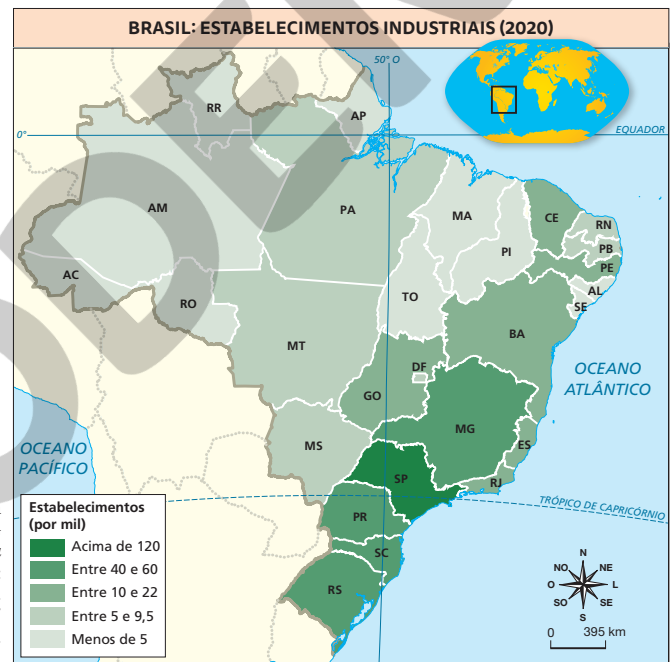 BRASIL: ESTABELECIMENTOS INDUSTRIAIS (2020)
50° O
EQUADOR
0°
RR
AP
AM
PA
MA
CE
RN
PB
PE
PI
AL
SE
AC
RO
TO
BA
MT
DF
GO
OCEANO
ATLÂNTICO
MG
ES
MS
OCEANO
PACÍFICO
SP
RJ
TRÓPICO DE CAPRICÓRNIO
PR
SC
RS
Estabelecimentos
(por mil)
Acima de 120
Entre 40 e 60
Entre 10 e 22
Entre 5 e 9,5
Menos de 5
N
NO
NE
O
L
SO
SE
S
0
395 km